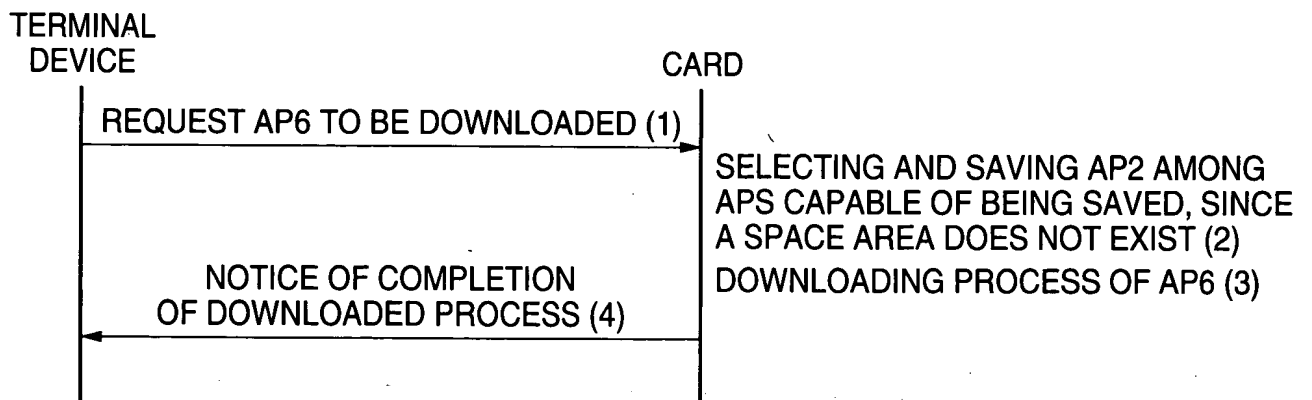 TERMINAL
DEVICE
CARD
REQUEST AP6 TO BE DOWNLOADED (1)
SELECTING AND SAVING AP2 AMONG
APS CAPABLE OF BEING SAVED, SINCE
A SPACE AREA DOES NOT EXIST (2)
DOWNLOADING PROCESS OF AP6 (3)
NOTICE OF COMPLETION
OF DOWNLOADED PROCESS (4)